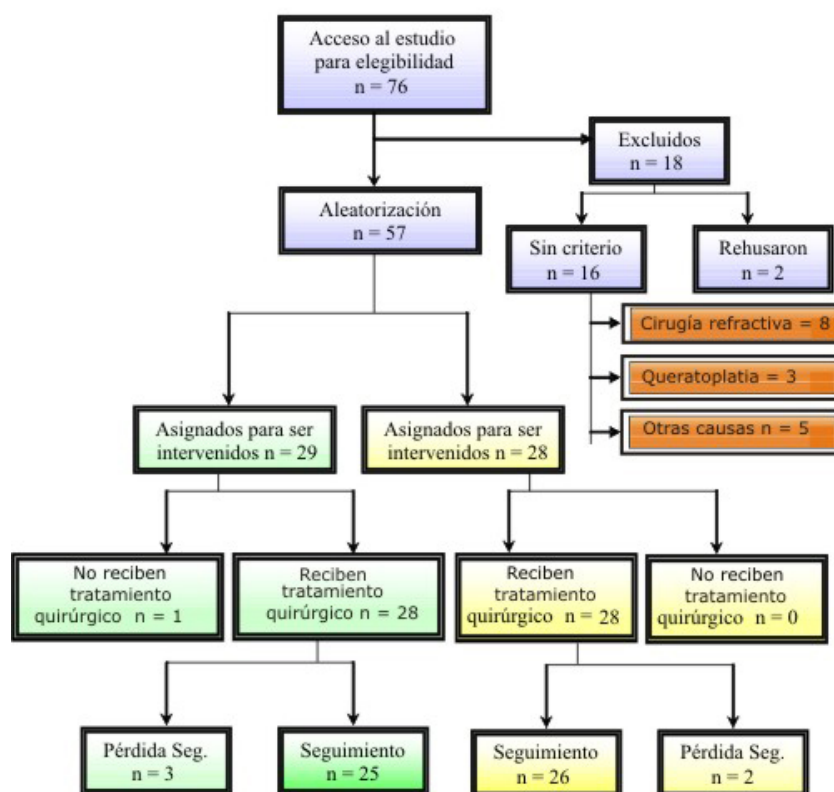 Acceso al estudio
para elegibilidad
n = 76
Excluidos
n = 18
Aleatorización
n = 57
Sin criterio
n = 16
Rehusaron
n = 2
Cirugía refractiva = 8
Queratoplatia = 3
Otras causas n = 5
Asignados para ser
intervenidos n = 29
Asignados para ser
intervenidos n = 28
No reciben
tratamiento
quirúrgico n = 1
Reciben
tratamiento
quirúrgico n = 28
Reciben
tratamiento
quirúrgico n = 28
No reciben
tratamiento
quirúrgico n = 0
Pérdida Seg.
n = 3
Seguimiento
n = 25
Seguimiento
n = 26
Pérdida Seg.
n = 2